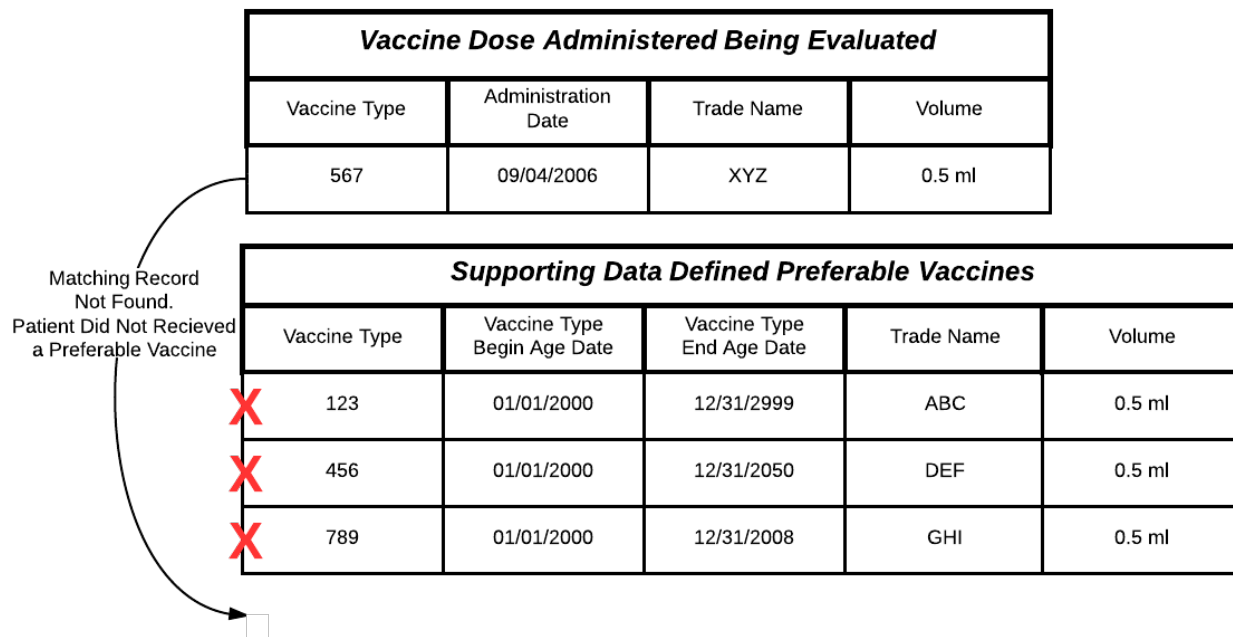 Vaccine Dose Administered Being Evaluated
Vaccine Type
Administration
Date
Trade Name
Volume
567
09/04/2006
XYZ
0.5 ml
Matching Record
Not Found.
Patient Did Not Recieved
a Preferable Vaccine
Supporting Data Defined Preferable Vaccines
Vaccine Type
Vaccine Type
Begin Age Date
Vaccine Type
End Age Date
Trade Name
Volume
X
123
01/01/2000
12/31/2999
ABC
0.5 ml
X
456
01/01/2000
12/31/2050
DEF
0.5 ml
X
789
01/01/2000
12/31/2008
GHI
0.5 ml